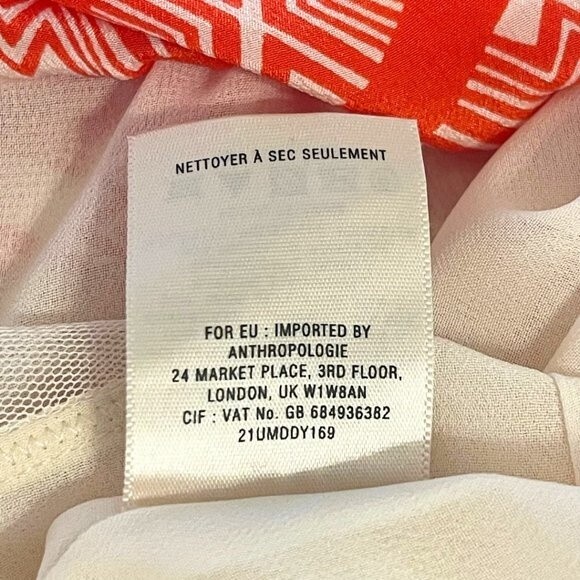 NETTOYER À SEC SEULEMENT
FOR EU : IMPORTED BY
ANTHROPOLOGIE
24 MARKET PLACE, 3RD FLOOR,
LONDON, UK W1W8AN
CIF : VAT No. GB 684936382
21UMDDY169